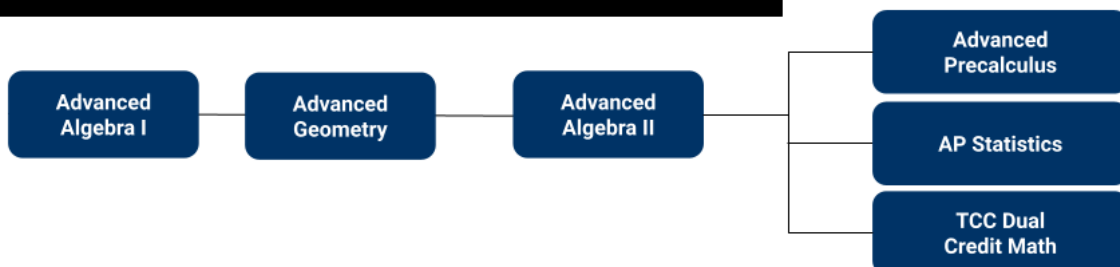 Advanced
Algebra I
Advanced
Geometry
Advanced
Algebra II
Advanced
Precalculus
AP Statistics
TCC Dual
Credit Math